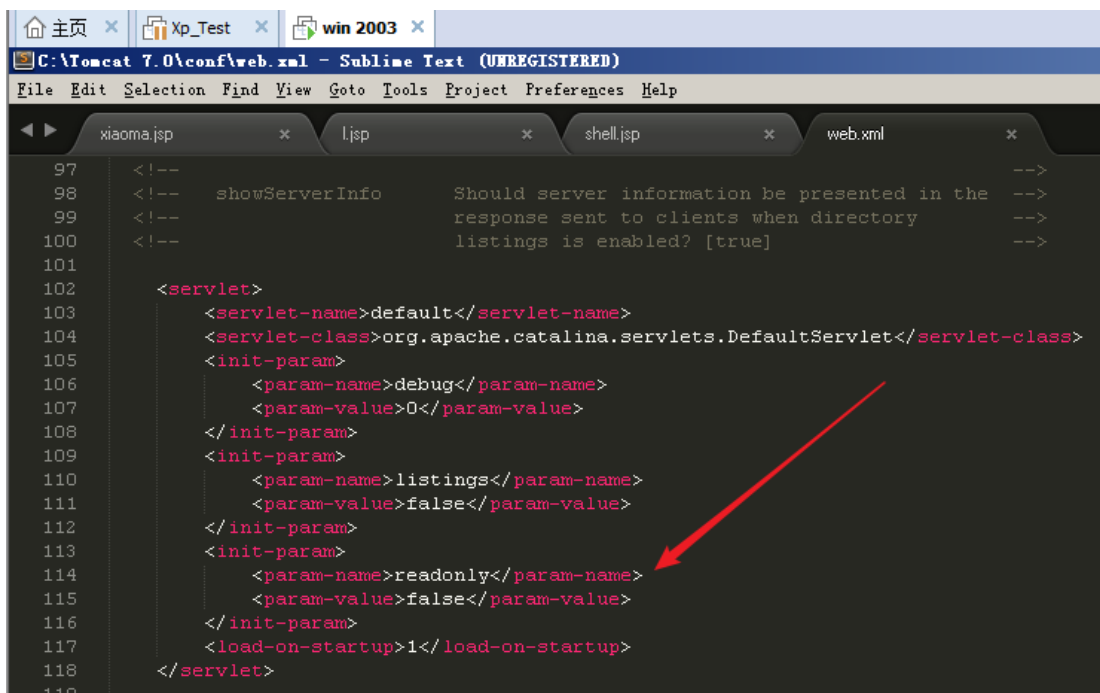 主页 × Xp_Test × win 2003 ×
C:\Tomcat 7.0\conf\web.xml - Sublime Text (UNREGISTERED)
File Edit Selection Find View Goto Tools Project Preferences Help
xiaoma.jsp × l.jsp × shell.jsp × web.xml ×
97 <!-- -->
98 <!-- showServerInfo Should server information be presented in the -->
99 <!-- response sent to clients when directory -->
100 <!-- listings is enabled? [true] -->
101
102 <servlet>
103 <servlet-name>default</servlet-name>
104 <servlet-class>org.apache.catalina.servlets.DefaultServlet</servlet-class>
105 <init-param>
106 <param-name>debug</param-name>
107 <param-value>0</param-value>
108 </init-param>
109 <init-param>
110 <param-name>listings</param-name>
111 <param-value>false</param-value>
112 </init-param>
113 <init-param>
114 <param-name>readonly</param-name>
115 <param-value>false</param-value>
116 </init-param>
117 <load-on-startup>1</load-on-startup>
118 </servlet>